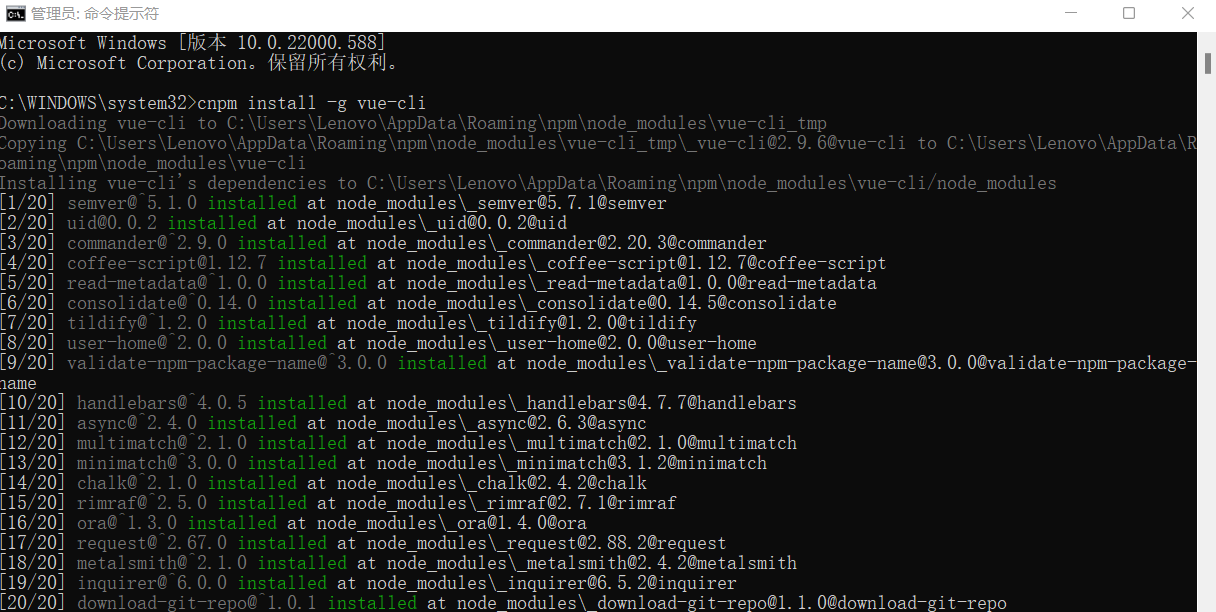 管理员: 命令提示符
Microsoft Windows [版本 10.0.22000.588]
(c) Microsoft Corporation。保留所有权利。
C:\WINDOWS\system32>cnpm install -g vue-cli
Downloading vue-cli to C:\Users\Lenovo\AppData\Roaming\npm\node_modules\vue-cli_tmp
Copying C:\Users\Lenovo\AppData\Roaming\npm\node_modules\vue-cli_tmp\_vue-cli@2.9.6@vue-cli to C:\Users\Lenovo\AppData\R
oaming\npm\node_modules\vue-cli
Installing vue-cli's dependencies to C:\Users\Lenovo\AppData\Roaming\npm\node_modules\vue-cli/node_modules
[1/20] semver@^5.1.0 installed at node_modules\_semver@5.7.1@semver
[2/20] uid@0.0.2 installed at node_modules\_uid@0.0.2@uid
[3/20] commander@^2.9.0 installed at node_modules\_commander@2.20.3@commander
[4/20] coffee-script@1.12.7 installed at node_modules\_coffee-script@1.12.7@coffee-script
[5/20] read-metadata@^1.0.0 installed at node_modules\_read-metadata@1.0.0@read-metadata
[6/20] consolidate@^0.14.0 installed at node_modules\_consolidate@0.14.5@consolidate
[7/20] tildify@^1.2.0 installed at node_modules\_tildify@1.2.0@tildify
[8/20] user-home@^2.0.0 installed at node_modules\_user-home@2.0.0@user-home
[9/20] validate-npm-package-name@^3.0.0 installed at node_modules\_validate-npm-package-name@3.0.0@validate-npm-package-
name
[10/20] handlebars@^4.0.5 installed at node_modules\_handlebars@4.7.7@handlebars
[11/20] async@^2.4.0 installed at node_modules\_async@2.6.3@async
[12/20] multimatch@^2.1.0 installed at node_modules\_multimatch@2.1.0@multimatch
[13/20] minimatch@^3.0.0 installed at node_modules\_minimatch@3.1.2@minimatch
[14/20] chalk@^2.1.0 installed at node_modules\_chalk@2.4.2@chalk
[15/20] rimraf@^2.5.0 installed at node_modules\_rimraf@2.7.1@rimraf
[16/20] ora@^1.3.0 installed at node_modules\_ora@1.4.0@ora
[17/20] request@^2.67.0 installed at node_modules\_request@2.88.2@request
[18/20] metalsmith@^2.1.0 installed at node_modules\_metalsmith@2.4.2@metalsmith
[19/20] inquirer@^6.0.0 installed at node_modules\_inquirer@6.5.2@inquirer
[20/20] download-git-repo@^1.0.1 installed at node_modules\_download-git-repo@1.1.0@download-git-repo